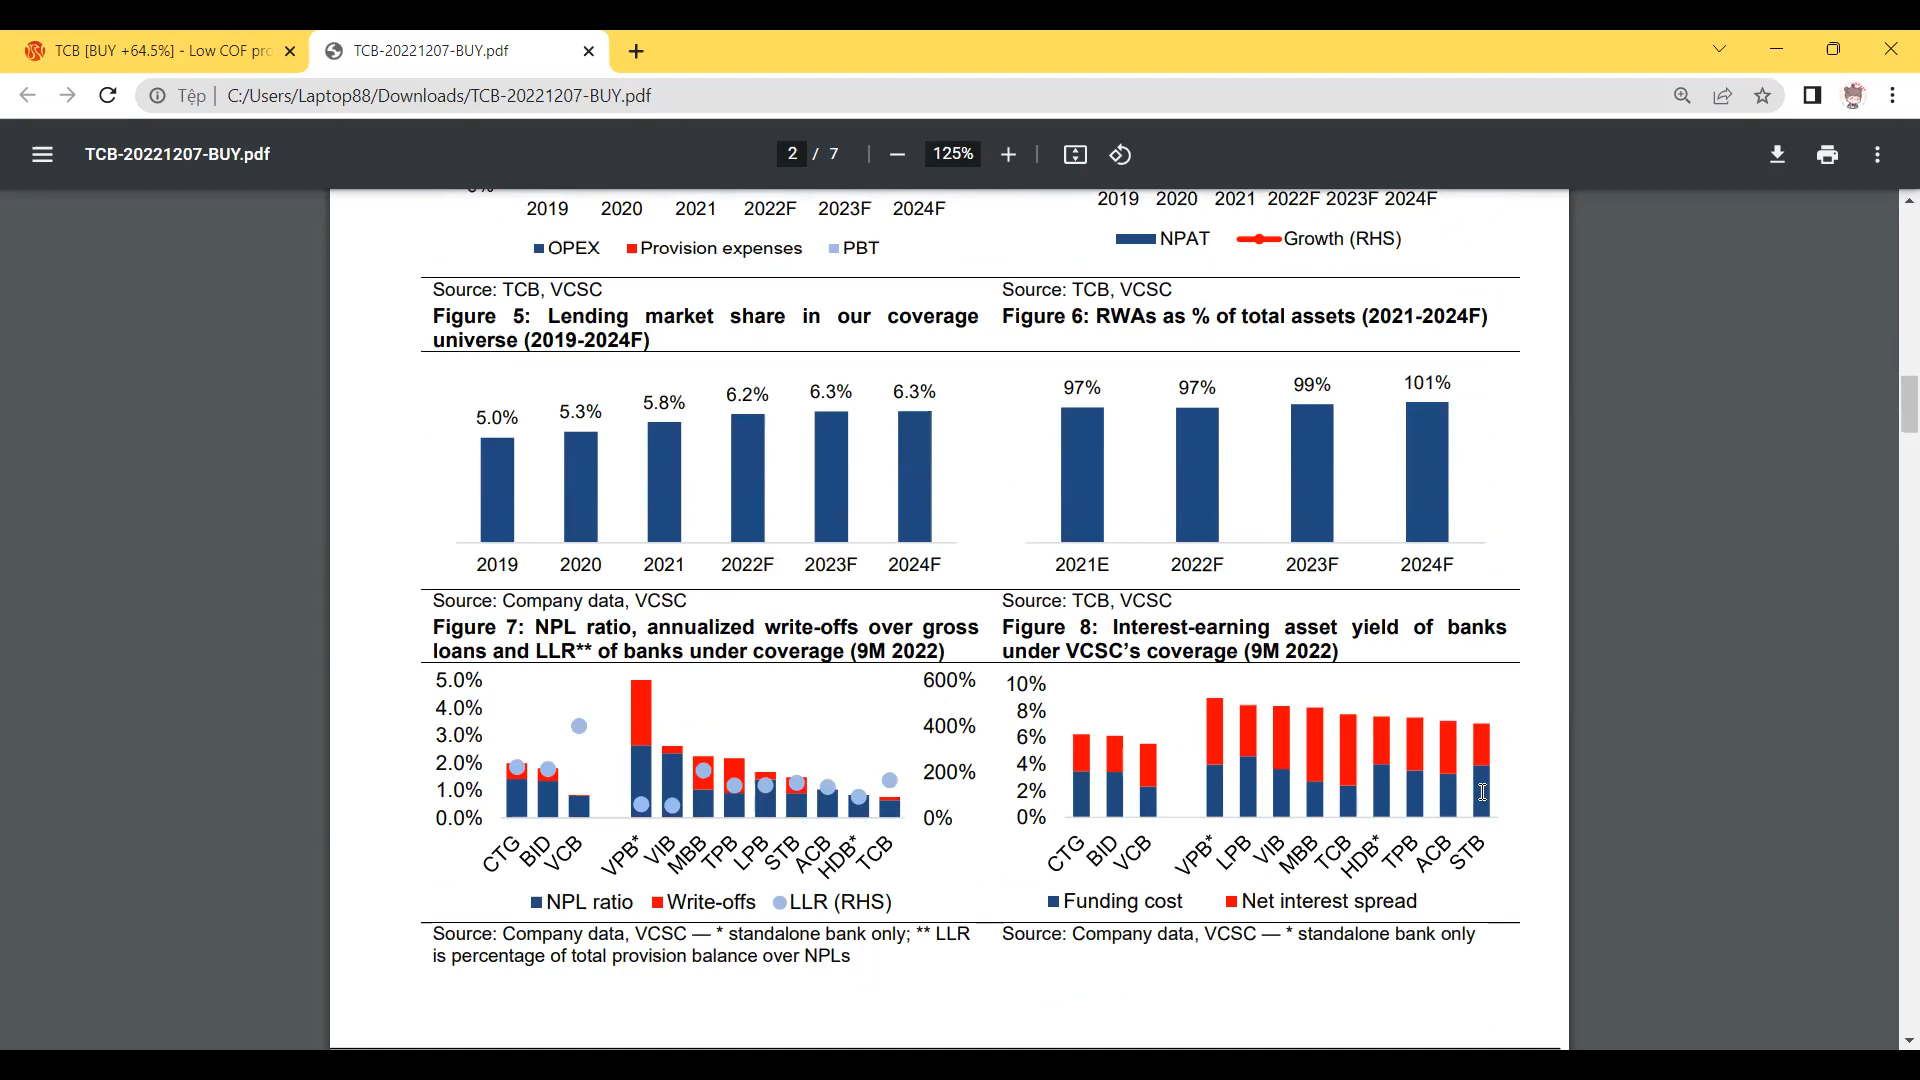 TCB [BUY +64.5%] - Low COF pro
TCB-20221207-BUY.pdf
Tệp
C:/Users/Laptop88/Downloads/TCB-20221207-BUY.pdf
TCB-20221207-BUY.pdf
2 / 7
125%
2019 2020 2021 2022F 2023F 2024F
OPEX Provision expenses PBT
2019 2020 2021 2022F 2023F 2024F
NPAT Growth (RHS)
Source: TCB, VCSC
Source: TCB, VCSC
Figure 5: Lending market share in our coverage
universe (2019-2024F)
Figure 6: RWAs as % of total assets (2021-2024F)
5.0% 5.3% 5.8% 6.2% 6.3% 6.3%
2019 2020 2021 2022F 2023F 2024F
97% 97% 99% 101%
2021E 2022F 2023F 2024F
Source: Company data, VCSC
Source: TCB, VCSC
Figure 7: NPL ratio, annualized write-offs over gross
loans and LLR** of banks under coverage (9M 2022)
Figure 8: Interest-earning asset yield of banks
under VCSC's coverage (9M 2022)
5.0%
4.0%
3.0%
2.0%
1.0%
0.0%
600%
400%
200%
0%
CTG BID VCB VPB* VIB MBB TPB LPB STB ACB HDB* TCB
NPL ratio Write-offs LLR (RHS)
10%
8%
6%
4%
2%
0%
CTG BID VCB VPB* LPB VIB MBB TCB HDB* TPB ACB STB
Funding cost Net interest spread
Source: Company data, VCSC — * standalone bank only; ** LLR
is percentage of total provision balance over NPLs
Source: Company data, VCSC — * standalone bank only